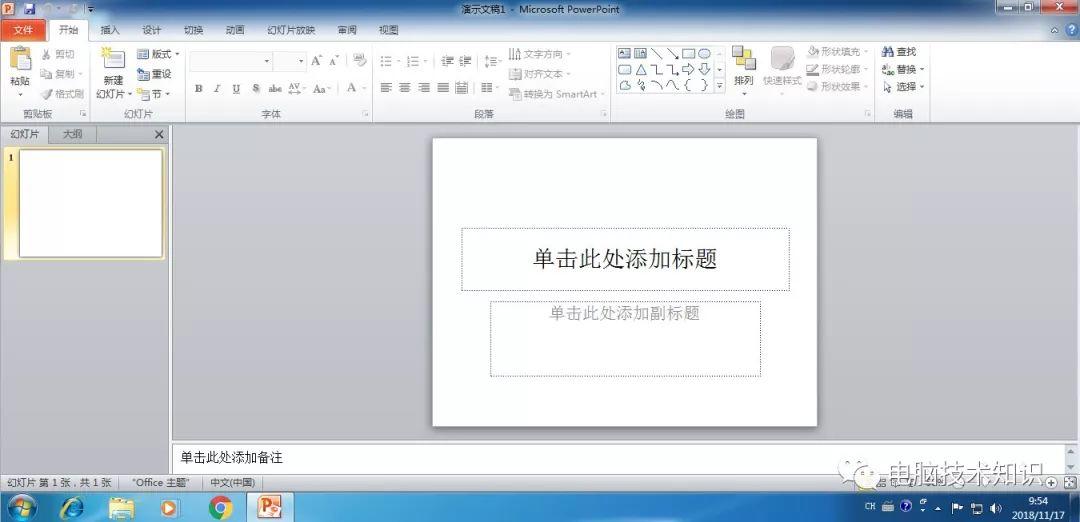 演示文稿1 - Microsoft PowerPoint
文件 开始 插入 设计 切换 动画 幻灯片放映 审阅 视图
粘贴
剪切
复制
格式刷
剪贴板
新建
幻灯片
版式
重设
节
幻灯片
B I U S abc AV Aa A
字体
文字方向
对齐文本
转换为 SmartArt
段落
排列
快速样式
形状填充
形状轮廓
形状效果
绘图
查找
替换
选择
编辑
幻灯片 大纲
1
单击此处添加标题
单击此处添加副标题
单击此处添加备注
幻灯片 第 1 张，共 1 张 "Office 主题" 中文(中国)
电脑技术知识
CH
9:54
2018/11/17